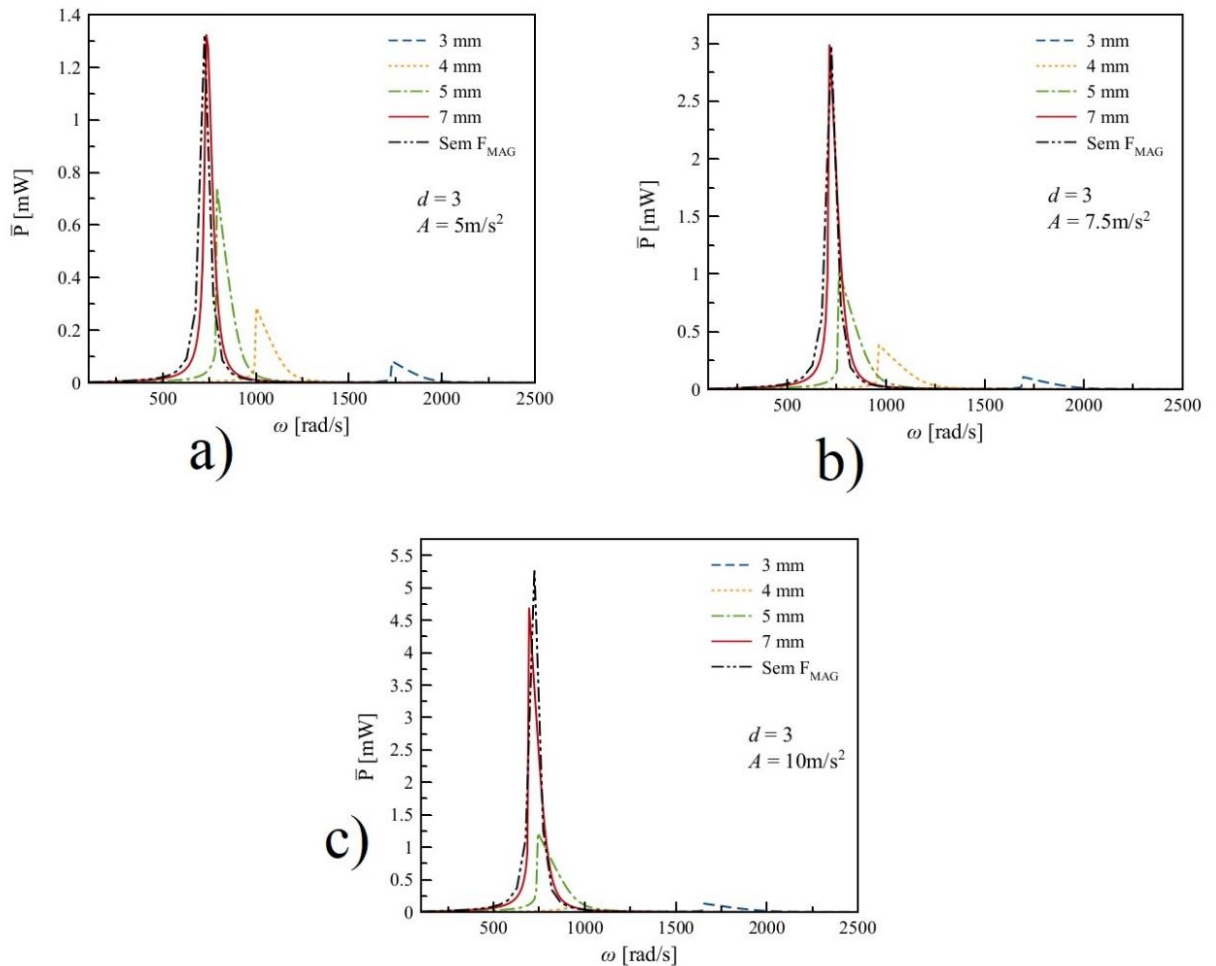 1.4
1.2
1
0.8
0.6
0.4
0.2
0
P̅ [mW]
3 mm
4 mm
5 mm
7 mm
Sem F_MAG
d = 3
A = 5m/s²
500 1000 1500 2000 2500
ω [rad/s]
a)
3
2.5
2
1.5
1
0.5
0
P̅ [mW]
3 mm
4 mm
5 mm
7 mm
Sem F_MAG
d = 3
A = 7.5m/s²
500 1000 1500 2000 2500
ω [rad/s]
b)
5.5
5
4.5
4
3.5
3
2.5
2
1.5
1
0.5
0
P̅ [mW]
3 mm
4 mm
5 mm
7 mm
Sem F_MAG
d = 3
A = 10m/s²
500 1000 1500 2000 2500
ω [rad/s]
c)